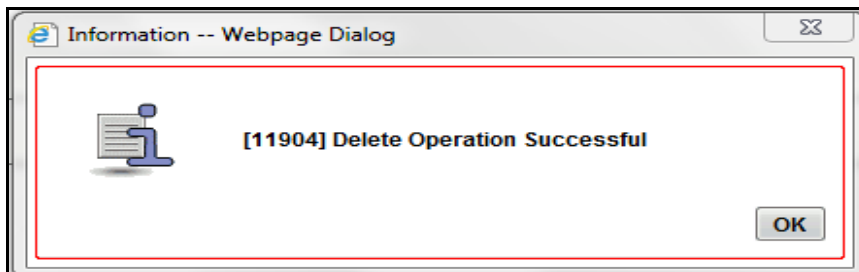 Information -- Webpage Dialog
[11904] Delete Operation Successful
OK